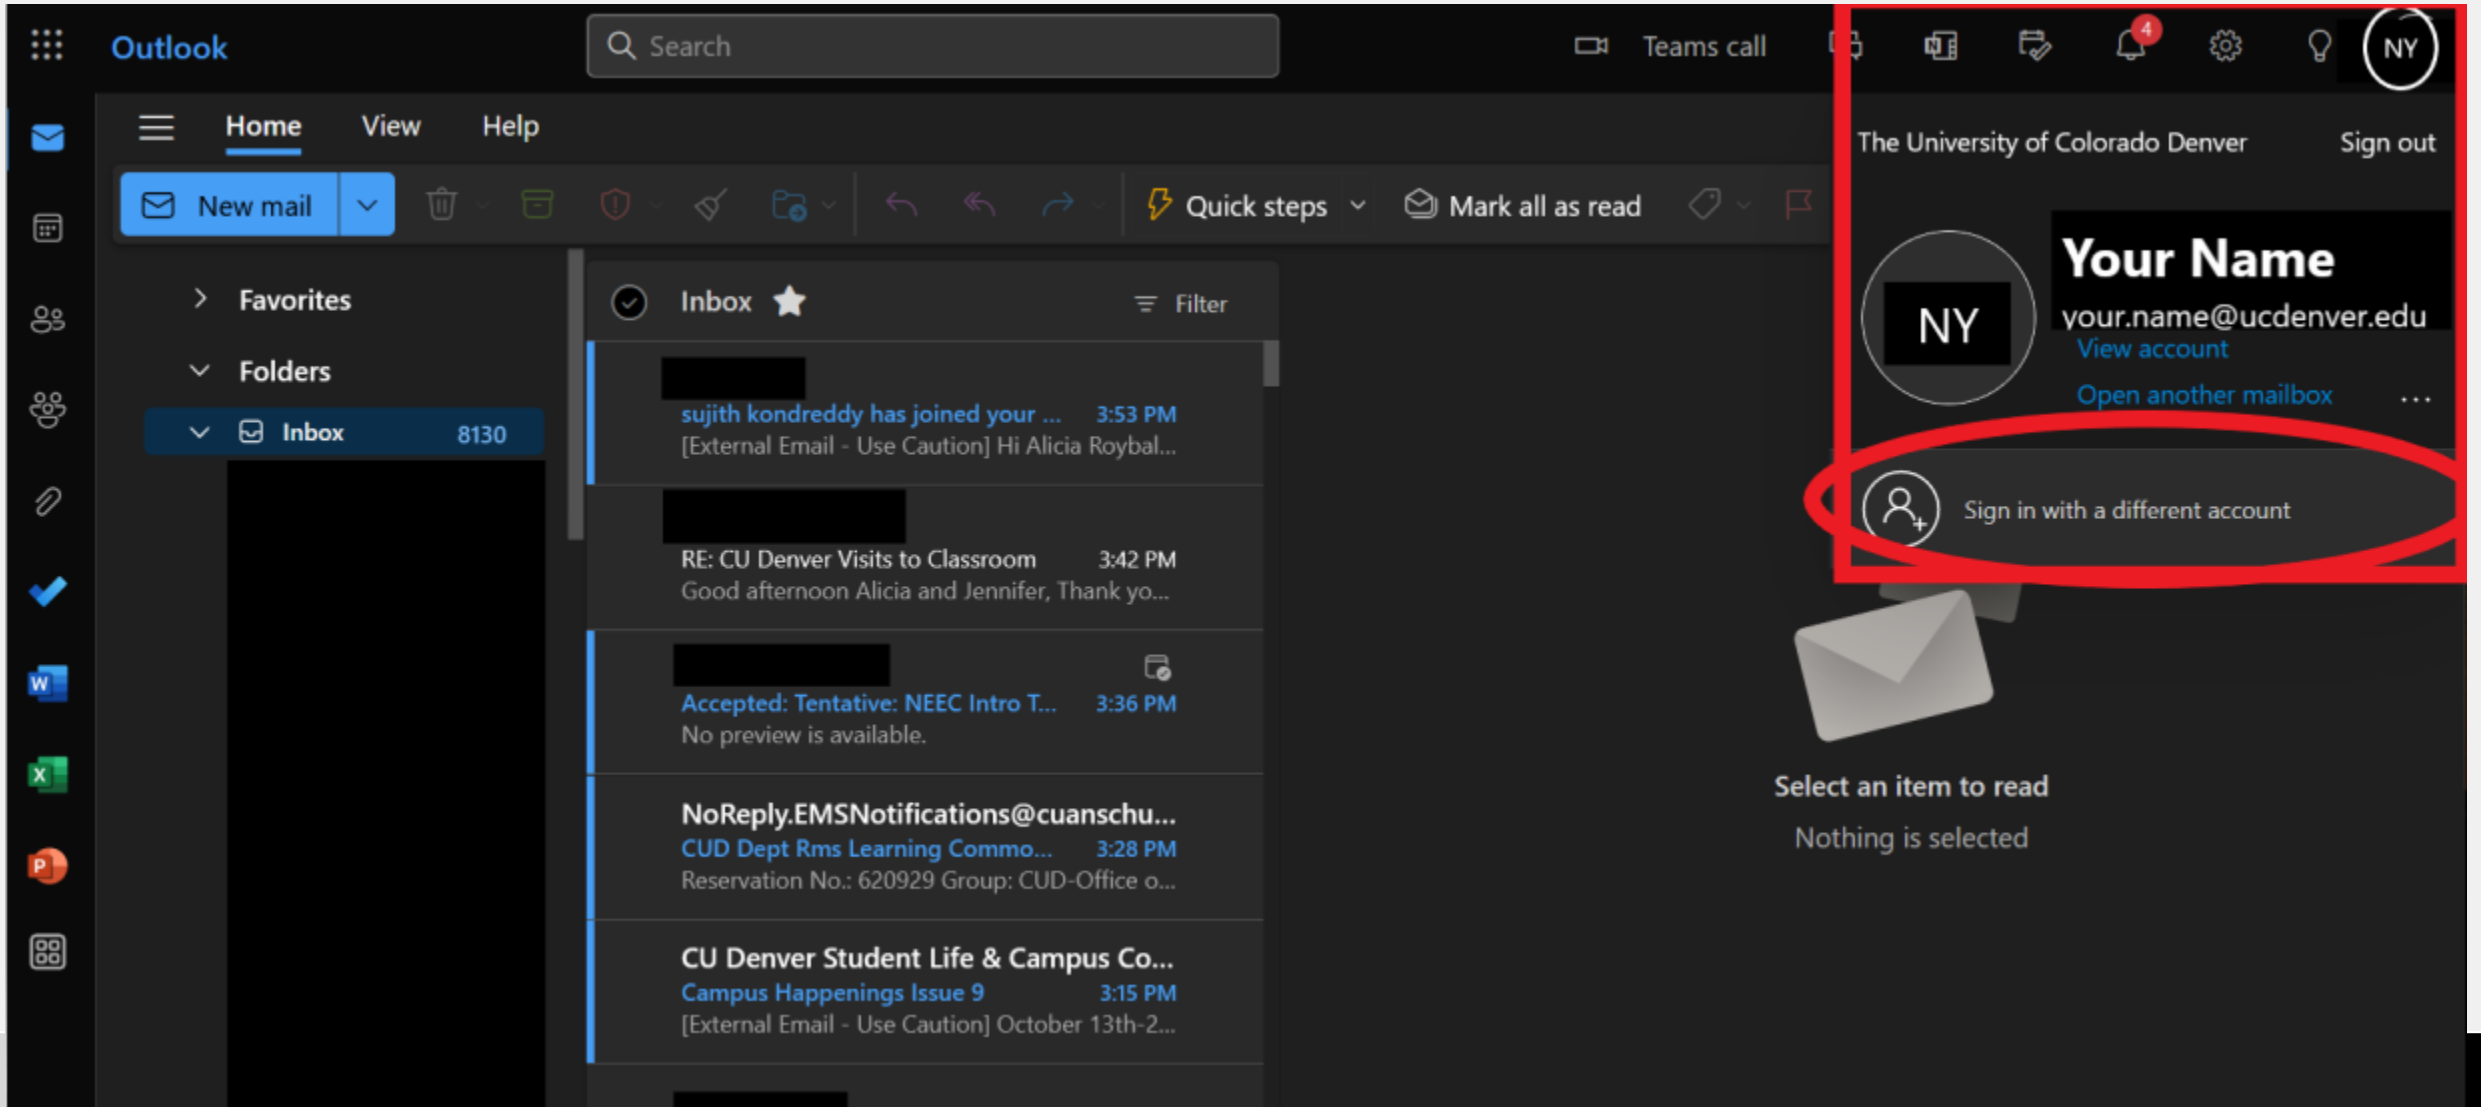 Outlook
Search
Teams call
4
NY
Home View Help
The University of Colorado Denver Sign out
New mail
Quick steps
Mark all as read
Your Name
your.name@ucdenver.edu
NY
View account
Open another mailbox ...
Sign in with a different account
Favorites
Folders
Inbox 8130
Inbox
Filter
sujith kondreddy has joined your ... 3:53 PM
[External Email - Use Caution] Hi Alicia Roybal...
RE: CU Denver Visits to Classroom 3:42 PM
Good afternoon Alicia and Jennifer, Thank yo...
Accepted: Tentative: NEEC Intro T... 3:36 PM
No preview is available.
NoReply.EMSNotifications@cuanschu...
CUD Dept Rms Learning Commo... 3:28 PM
Reservation No.: 620929 Group: CUD-Office o...
CU Denver Student Life & Campus Co...
Campus Happenings Issue 9 3:15 PM
[External Email - Use Caution] October 13th-2...
Select an item to read
Nothing is selected
W
X
P